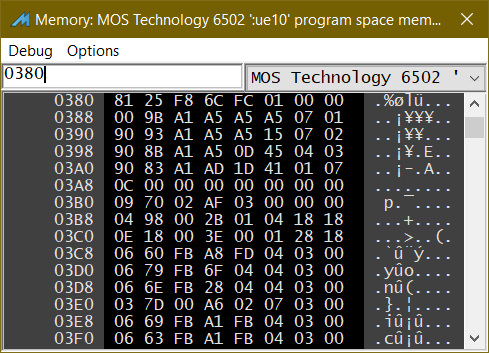 Memory: MOS Technology 6502 ':ue10' program space mem...
Debug Options
0380 MOS Technology 6502 '
0380 81 25 F8 6C FC 01 00 00 .%ølü...
0388 00 9B A1 A5 A5 A5 07 01 ..¡¥¥¥..
0390 90 93 A1 A5 A5 15 07 02 ..¡¥¥...
0398 90 8B A1 A5 0D 45 04 03 ..¡¥.E..
03A0 90 83 A1 AD 1D 41 01 07 ..¡-.A..
03A8 0C 00 00 00 00 00 00 00 ........
03B0 09 70 02 AF 03 00 00 00 .p.¯....
03B8 04 98 00 2B 01 04 18 18 ...+....
03C0 0E 18 00 3E 00 01 28 18 ...>..(.
03C8 06 60 FB A8 FD 04 03 00 .`û¨ý...
03D0 06 79 FB 6F 04 03 00 00 .yûo....
03D8 06 6E FB 28 04 04 03 00 .nû(....
03E0 03 7D 00 A6 02 07 03 00 .}.¦....
03E8 06 69 FB A1 FB 04 03 00 .iû¡û...
03F0 06 63 FB A1 FB 04 03 00 .cû¡û...